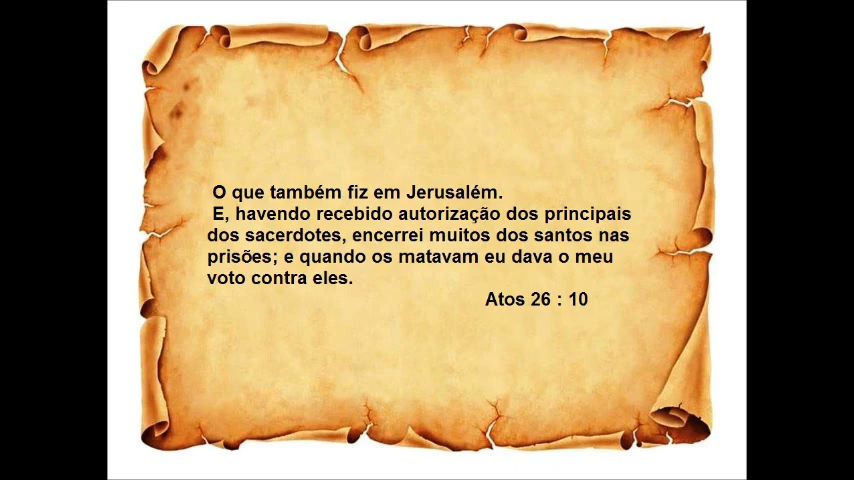 O que também fiz em Jerusalém.
E, havendo recebido autorização dos principais
dos sacerdotes, encerrei muitos dos santos nas
prisões; e quando os matavam eu dava o meu
voto contra eles.
Atos 26 : 10